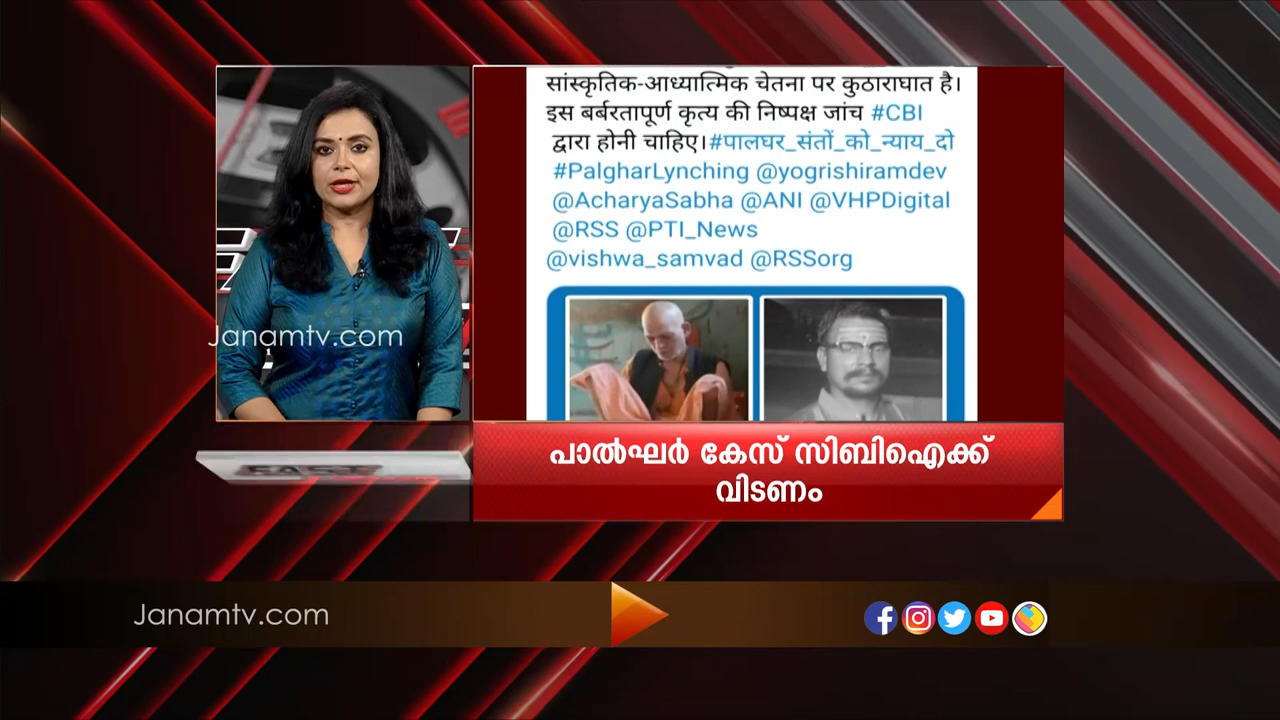 सांस्कृतिक-आध्यात्मिक चेतना पर कुठाराघात है।
इस बर्बरतापूर्ण कृत्य की निष्पक्ष जांच #CBI
द्वारा होनी चाहिए।#पालघर_संतों_को_न्याय_दो
#PalgharLynching @yogrishiramdev
@AcharyaSabha @ANI @VHPDigital
@RSS @PTI_News
@vishwa_samvad @RSSorg
Janamtv.com
പാൽഘർ കേസ് സിബിഐക്ക്
വിടണം
FAST
Janamtv.com